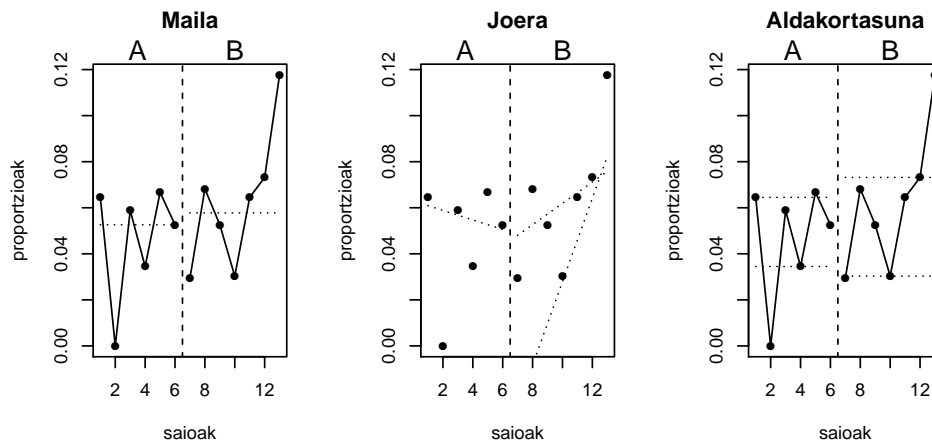 Maila
A B
proportzioak
0.00 0.04 0.08 0.12
2 4 6 8 12
saioak
Joera
A B
proportzioak
0.00 0.04 0.08 0.12
2 4 6 8 12
saioak
Aldakortasuna
A B
proportzioak
0.00 0.04 0.08 0.12
2 4 6 8 12
saioak